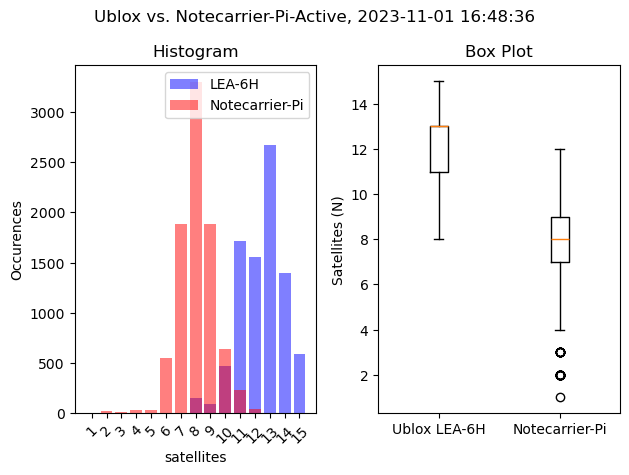 Ublox vs. Notecarrier-Pi-Active, 2023-11-01 16:48:36
Histogram
LEA-6H
Notecarrier-Pi
3000
2500
2000
1500
1000
500
0
Occurences
1 2 3 4 5 6 7 8 9 10 11 12 13 14 15
satellites
Box Plot
14
12
10
8
6
4
2
Satellites (N)
Ublox LEA-6H Notecarrier-Pi